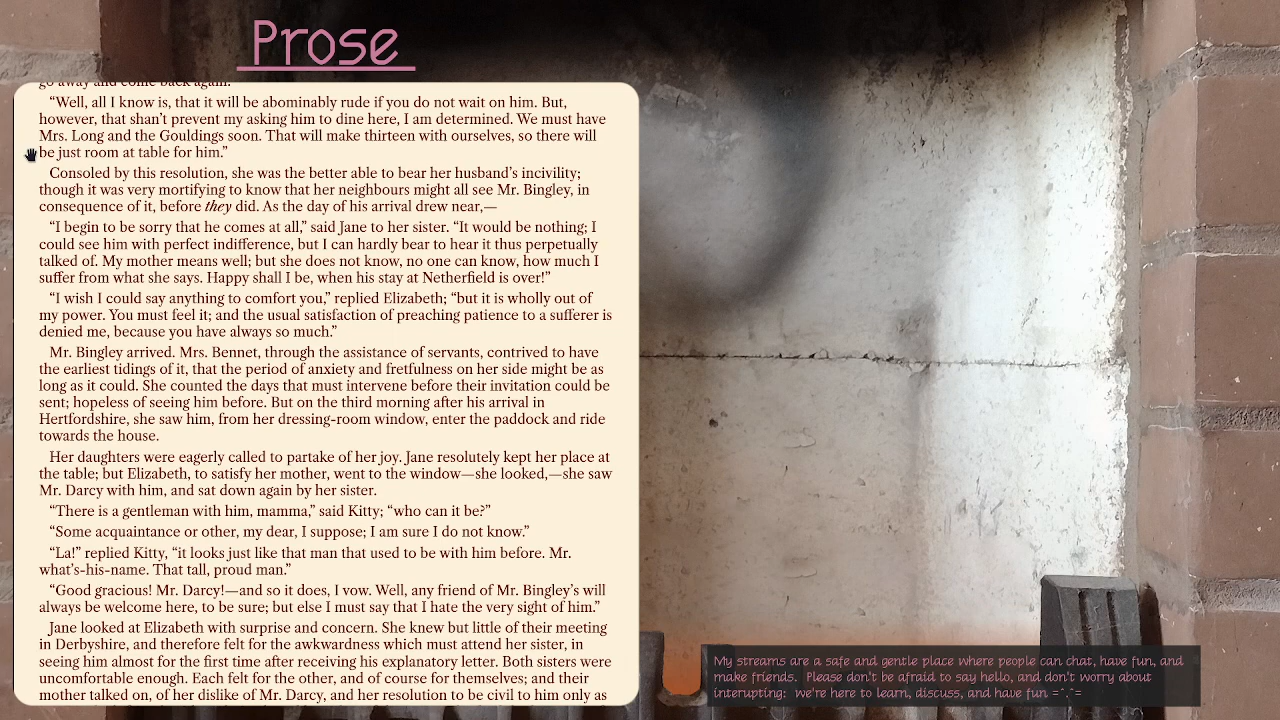 Prose
go away and come back again.”
“Well, all I know is, that it will be abominably rude if you do not wait on him. But,
however, that shan’t prevent my asking him to dine here, I am determined. We must have
Mrs. Long and the Gouldings soon. That will make thirteen with ourselves, so there will
be just room at table for him.”
Consoled by this resolution, she was the better able to bear her husband’s incivility;
though it was very mortifying to know that her neighbours might all see Mr. Bingley, in
consequence of it, before they did. As the day of his arrival drew near,—
“I begin to be sorry that he comes at all,” said Jane to her sister. “It would be nothing; I
could see him with perfect indifference, but I can hardly bear to hear it thus perpetually
talked of. My mother means well; but she does not know, no one can know, how much I
suffer from what she says. Happy shall I be, when his stay at Netherfield is over!”
“I wish I could say anything to comfort you,” replied Elizabeth; “but it is wholly out of
my power. You must feel it; and the usual satisfaction of preaching patience to a sufferer is
denied me, because you have always so much.”
Mr. Bingley arrived. Mrs. Bennet, through the assistance of servants, contrived to have
the earliest tidings of it, that the period of anxiety and fretfulness on her side might be as
long as it could. She counted the days that must intervene before their invitation could be
sent; hopeless of seeing him before. But on the third morning after his arrival in
Hertfordshire, she saw him, from her dressing-room window, enter the paddock and ride
towards the house.
Her daughters were eagerly called to partake of her joy. Jane resolutely kept her place at
the table; but Elizabeth, to satisfy her mother, went to the window—she looked,—she saw
Mr. Darcy with him, and sat down again by her sister.
“There is a gentleman with him, mamma,” said Kitty; “who can it be?”
“Some acquaintance or other, my dear, I suppose; I am sure I do not know.”
“La!” replied Kitty, “it looks just like that man that used to be with him before. Mr.
what’s-his-name. That tall, proud man.”
“Good gracious! Mr. Darcy!—and so it does, I vow. Well, any friend of Mr. Bingley’s will
always be welcome here, to be sure; but else I must say that I hate the very sight of him.”
Jane looked at Elizabeth with surprise and concern. She knew but little of their meeting
in Derbyshire, and therefore felt for the awkwardness which must attend her sister, in
seeing him almost for the first time after receiving his explanatory letter. Both sisters were
uncomfortable enough. Each felt for the other, and of course for themselves; and their
mother talked on, of her dislike of Mr. Darcy, and her resolution to be civil to him only as
My streams are a safe and gentle place where people can chat, have fun, and
make friends. Please don't be afraid to say hello, and don't worry about
interupting: we're here to learn, discuss, and have fun =^.^=